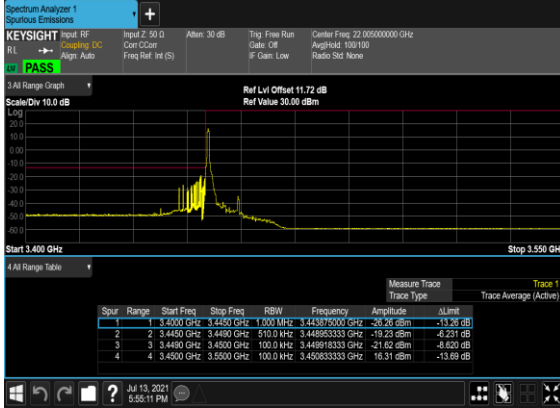 Spectrum Analyzer 1
Spurious Emissions
+
KEYSIGHT Input: RF Input Z: 50 Ω Atten: 30 dB Trig: Free Run Center Freq: 22.005000000 GHz
RL Coupling: DC Corr CCorr Gate: Off Avg|Hold: 100/100
Align: Auto Freq Ref: Int (S) IF Gain: Low Radio Std: None
PASS
3 All Range Graph
Ref Lvl Offset 11.72 dB
Scale/Div 10.0 dB Ref Value 30.00 dBm
Log
20.0
10.0
0.00
-10.0
-20.0
-30.0
-40.0
-50.0
-60.0
Start 3.400 GHz Stop 3.550 GH
4 All Range Table
Measure Trace Trace 1
Trace Type Trace Average (Active)
Spur Range Start Freq Stop Freq RBW Frequency Amplitude ΔLimit
1 1 3.4000 GHz 3.4450 GHz 1.000 MHz 3.443875000 GHz -26.26 dBm -13.26 dB
2 2 3.4450 GHz 3.4490 GHz 510.0 kHz 3.448953333 GHz -19.23 dBm -6.231 dB
3 3 3.4490 GHz 3.4500 GHz 100.0 kHz 3.449918333 GHz -21.62 dBm -8.620 dB
4 4 3.4500 GHz 3.5500 GHz 100.0 kHz 3.450833333 GHz 16.31 dBm -13.69 dB
?
Jul 13, 2021
5:55:11 PM